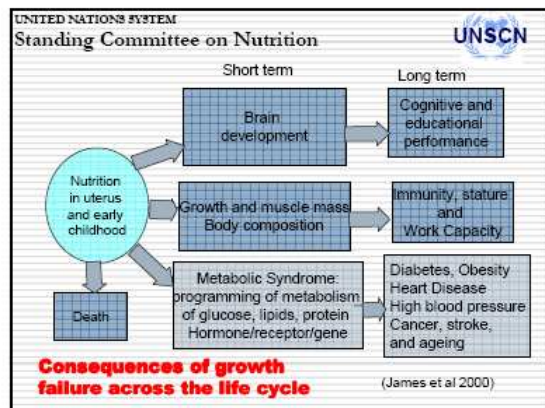 UNITED NATIONS SYSTEM
Standing Committee on Nutrition
UNSCN
Short term
Long term
Brain
development
Cognitive and
educational
performance
Nutrition
in uterus
and early
childhood
Growth and muscle mass
Body composition
Immunity, stature
and
Work Capacity
Metabolic Syndrome:
programming of metabolism
of glucose, lipids, protein
Hormone/receptor/gene
Diabetes, Obesity
Heart Disease
High blood pressure
Cancer, stroke,
and ageing
Death
Consequences of growth
failure across the life cycle
(James et al 2000)